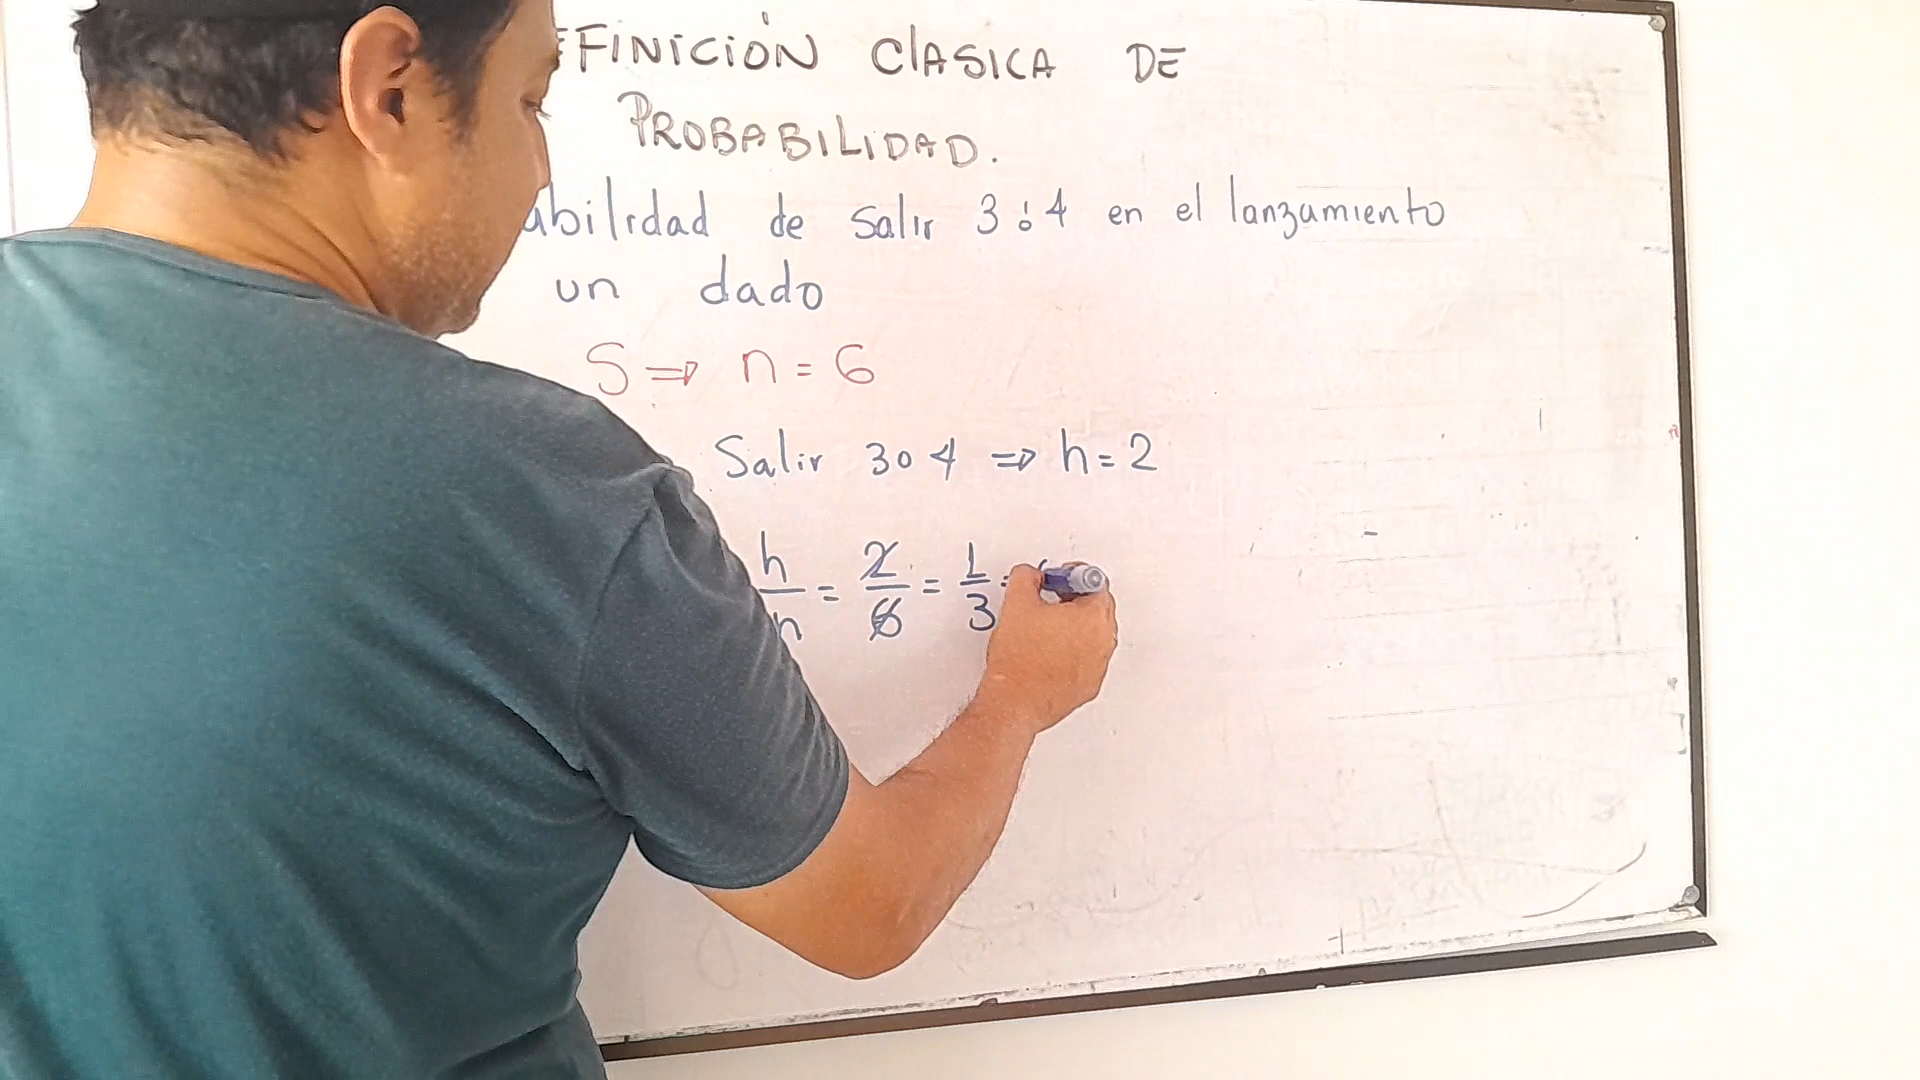 EFINICIÓN CLASICA DE
PROBABILIDAD.
abilidad de Salir 3 ó 4 en el lanzamiento
un dado
S ⇒ n = 6
Salir 3 o 4 ⇒ h = 2
h/n = 2/6 = 1/3 =